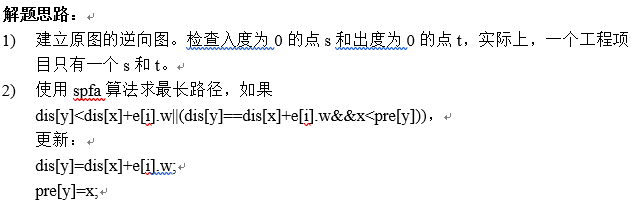 解题思路：
1) 建立原图的逆向图。检查入度为 0 的点 s 和出度为 0 的点 t，实际上，一个工程项
目只有一个 s 和 t。
2) 使用 spfa 算法求最长路径，如果
dis[y]<dis[x]+e[i].w||(dis[y]==dis[x]+e[i].w&&x<pre[y]))，
更新：
dis[y]=dis[x]+e[i].w;
pre[y]=x;